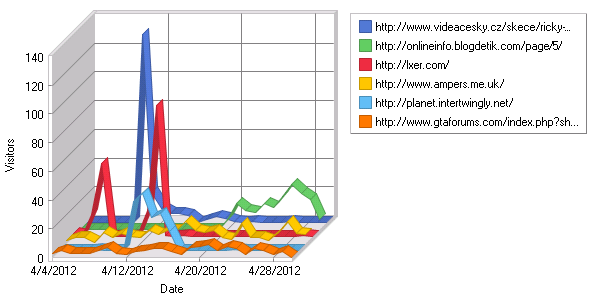 140
120
100
80
60
40
20
0
Visitors
4/4/2012 4/12/2012 4/20/2012 4/28/2012
Date
http://www.videacesky.cz/skece/ricky-..
http://onlineinfo.blogdetik.com/page/5/
http://lxer.com/
http://www.ampers.me.uk/
http://planet.intertwingly.net/
http://www.gtaforums.com/index.php?sh...